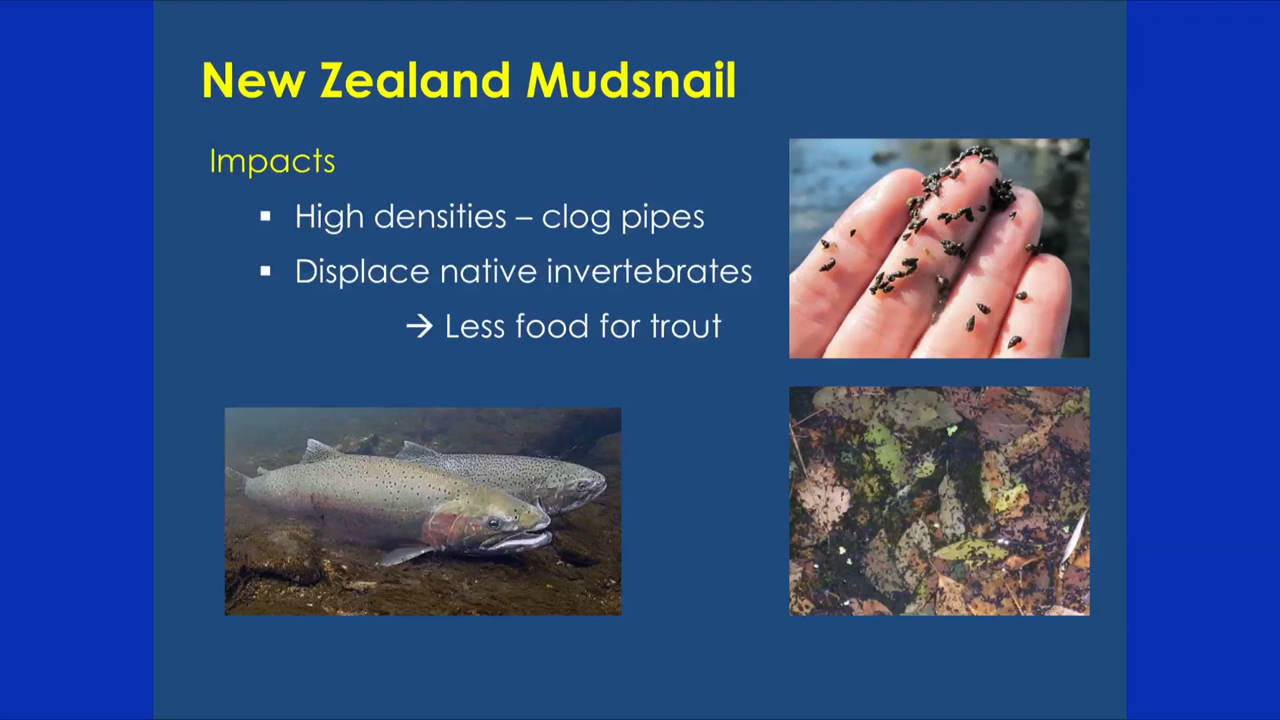 New Zealand Mudsnail
Impacts
▪ High densities – clog pipes
▪ Displace native invertebrates
→ Less food for trout